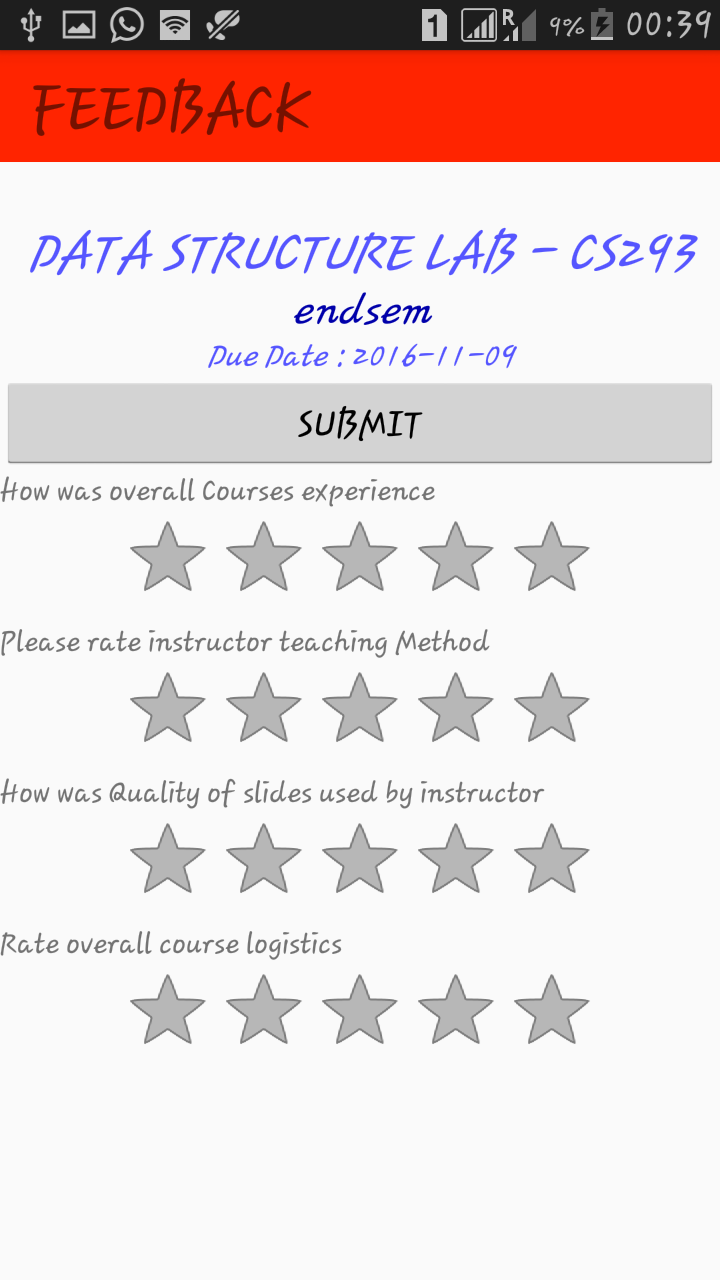 1 R 9% 00:39
FEEDBACK
DATA STRUCTURE LAB - CS293
endsem
Due Date : 2016-11-09
SUBMIT
How was overall Courses experience
Please rate instructor teaching Method
How was Quality of slides used by instructor
Rate overall course logistics